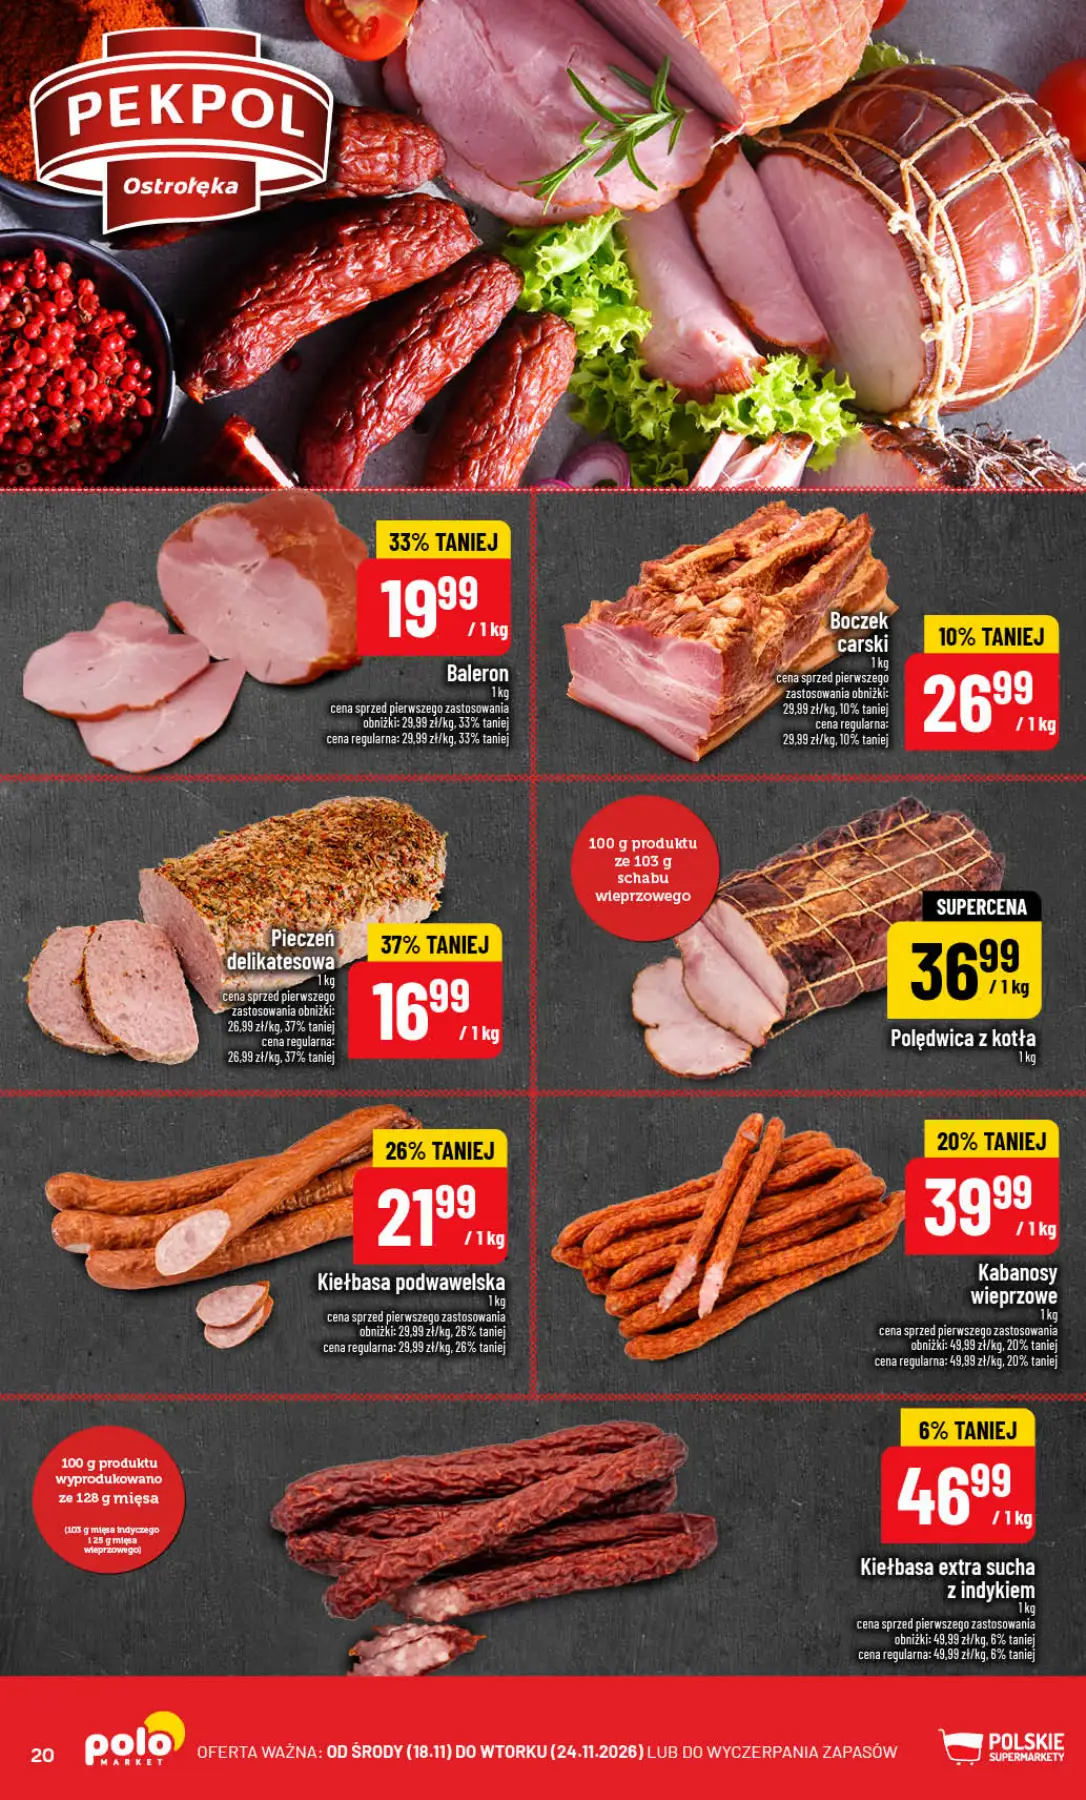 PEKPOL
Ostrołęka
33% TANIEJ
19 99
/ 1 kg
Baleron
1 kg
cena sprzed pierwszego zastosowania
obniżki: 29,99 zł/kg, 33% taniej
cena regularna: 29,99 zł/kg, 33% taniej
Boczek
carski
1 kg
cena sprzed pierwszego
zastosowania obniżki:
29,99 zł/kg, 10% taniej
cena regularna:
29,99 zł/kg, 10% taniej
10% TANIEJ
26 99
/ 1 kg
Pieczeń
delikatesowa
1 kg
cena sprzed pierwszego
zastosowania obniżki:
26,99 zł/kg, 37% taniej
cena regularna:
26,99 zł/kg, 37% taniej
37% TANIEJ
16 99
/ 1 kg
100 g produktu
ze 103 g
schabu
wieprzowego
SUPERCENA
36 99
/ 1 kg
Polędwica z kotła
1 kg
26% TANIEJ
21 99
/ 1 kg
Kiełbasa podwawelska
1 kg
cena sprzed pierwszego zastosowania
obniżki: 29,99 zł/kg, 26% taniej
cena regularna: 29,99 zł/kg, 26% taniej
20% TANIEJ
39 99
/ 1 kg
Kabanosy
wieprzowe
1 kg
cena sprzed pierwszego zastosowania
obniżki: 49,99 zł/kg, 20% taniej
cena regularna: 49,99 zł/kg, 20% taniej
100 g produktu
wyprodukowano
ze 128 g mięsa
(103 g mięsa indyczego
i 25 g mięsa
wieprzowego)
6% TANIEJ
46 99
/ 1 kg
Kiełbasa extra sucha
z indykiem
1 kg
cena sprzed pierwszego zastosowania
obniżki: 49,99 zł/kg, 6% taniej
cena regularna: 49,99 zł/kg, 6% taniej
20
polo
MARKET
OFERTA WAŻNA: OD ŚRODY (18.11) DO WTORKU (24.11.2026) LUB DO WYCZERPANIA ZAPASÓW
POLSKIE
SUPERMARKETY